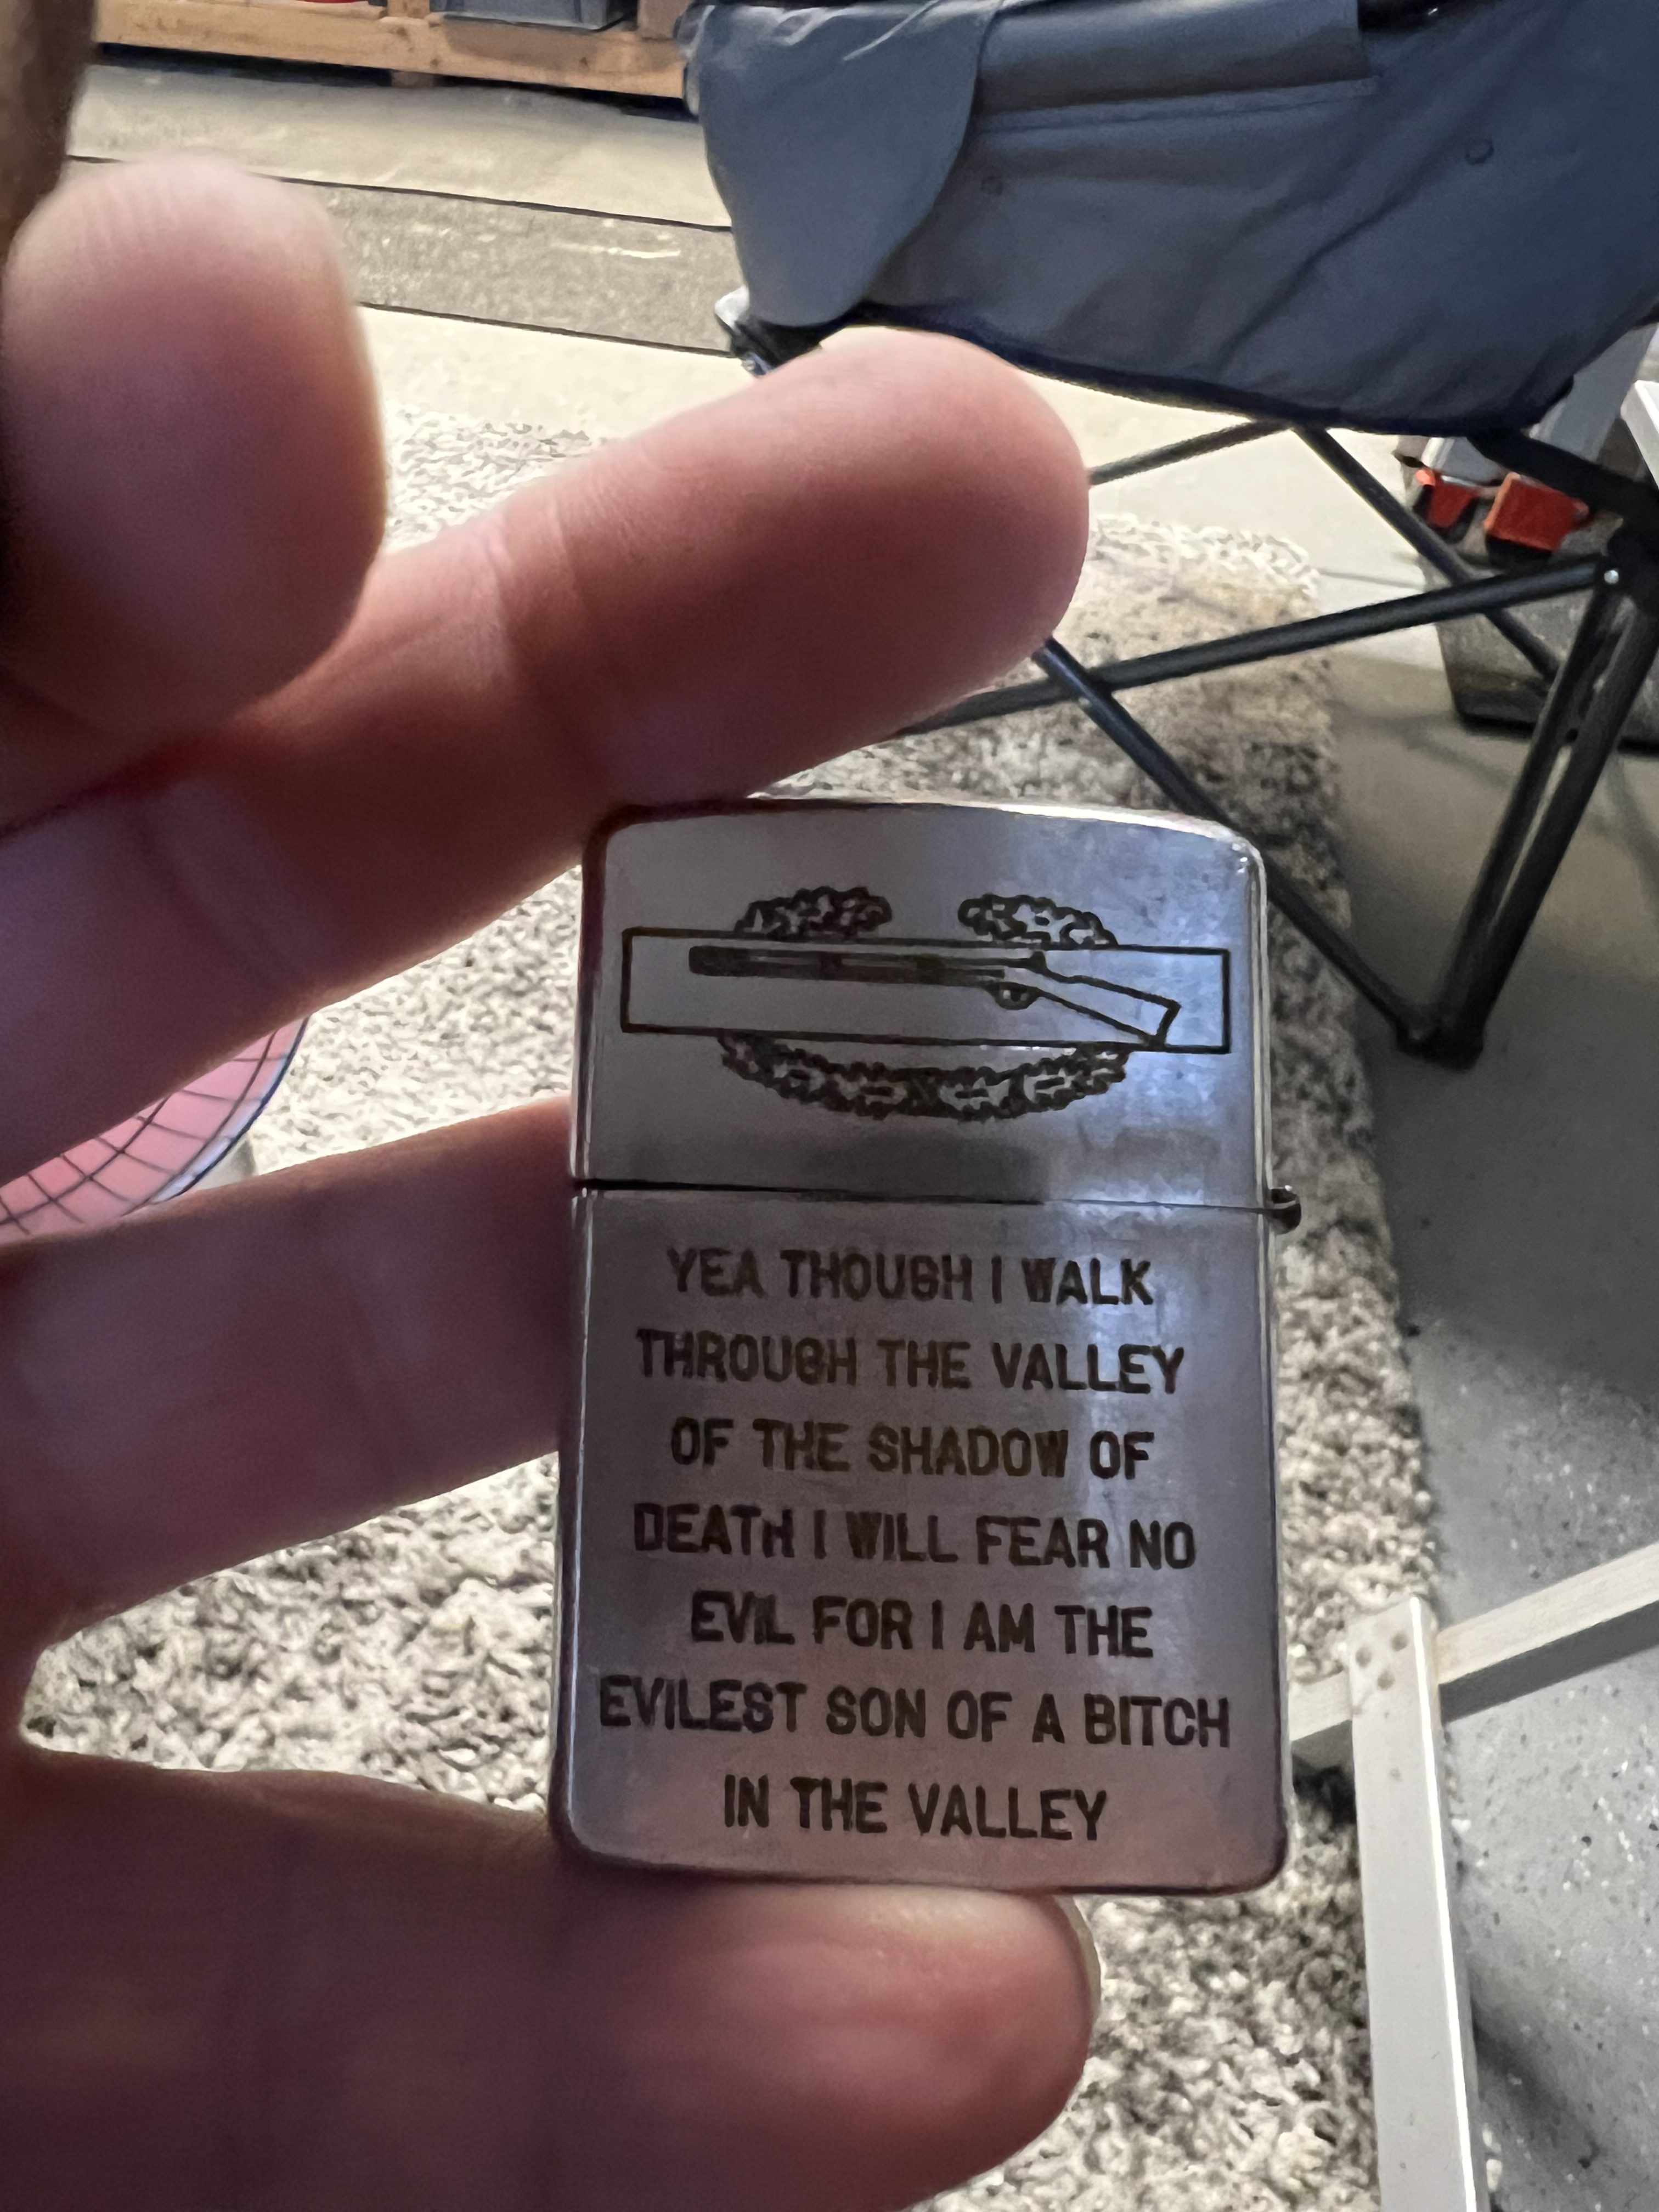 YEA THOUGH I WALK
THROUGH THE VALLEY
OF THE SHADOW OF
DEATH I WILL FEAR NO
EVIL FOR I AM THE
EVILEST SON OF A BITCH
IN THE VALLEY